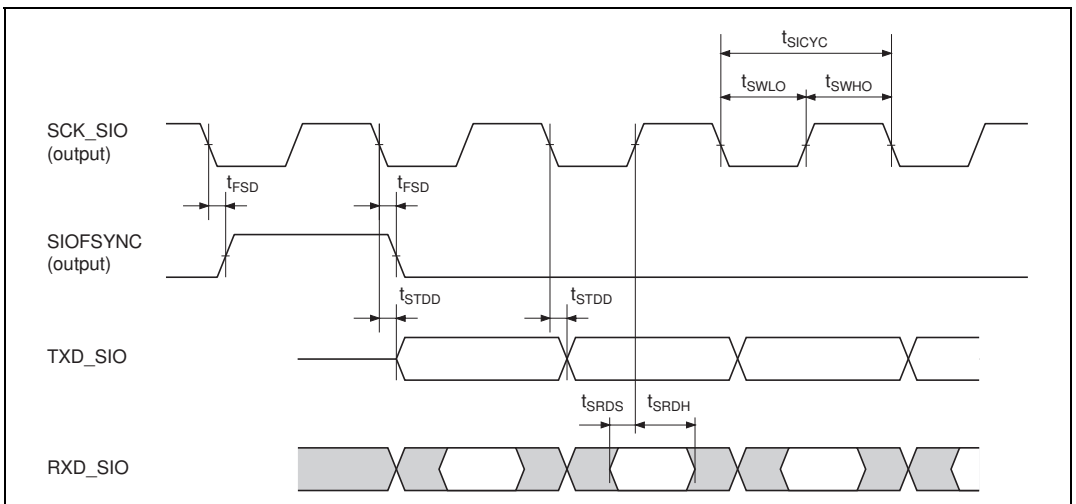 tSICYC
tSWLO tSWHO
SCK_SIO
(output)
tFSD tFSD
SIOFSYNC
(output)
tSTDD tSTDD
TXD_SIO
tSRDS tSRDH
RXD_SIO